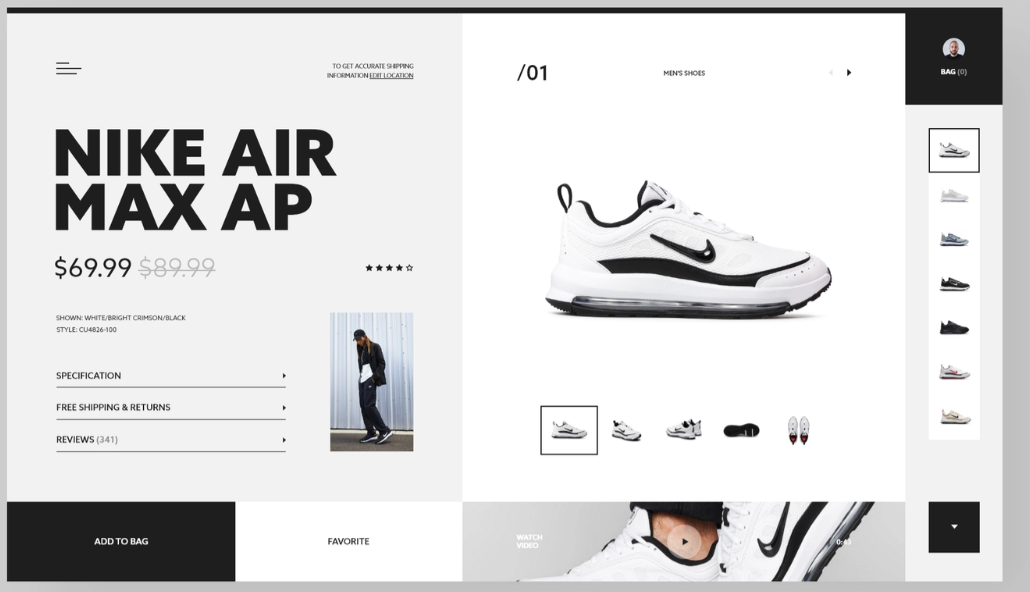 TO GET ACCURATE SHIPPING
INFORMATION EDIT LOCATION
NIKE AIR
MAX AP
$69.99 $89.99
SHOWN: WHITE/BRIGHT CRIMSON/BLACK
STYLE: CU4826-100
SPECIFICATION
FREE SHIPPING & RETURNS
REVIEWS (341)
ADD TO BAG
FAVORITE
/01
MEN'S SHOES
WATCH
VIDEO
0:45
BAG (0)